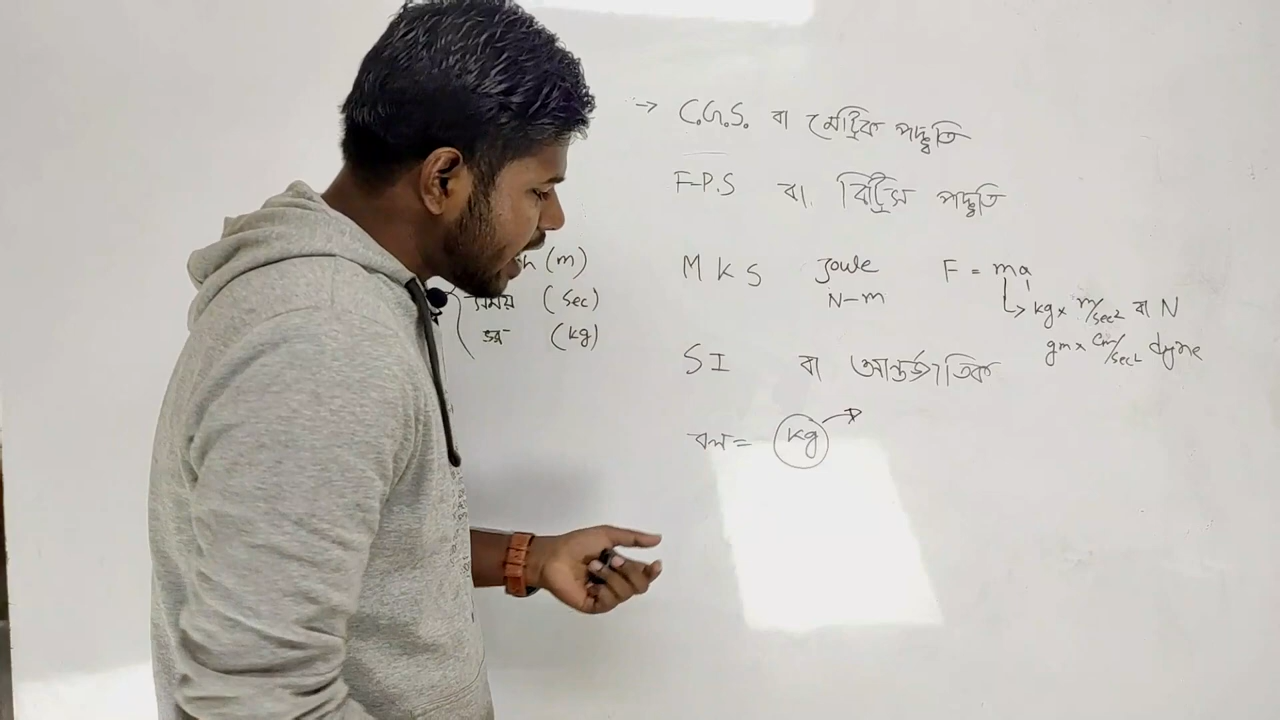 → C.G.S. বা মেট্রিক পদ্ধতি
F-P.S বা বিট্রিস পদ্ধতি
(m)
সময় (Sec)
ভর (kg)
M K S Joule F = ma
N-m → kg x m/sec² বা N
gm x cm/sec² dyne
SI বা আন্তর্জাতিক
বল = kg →